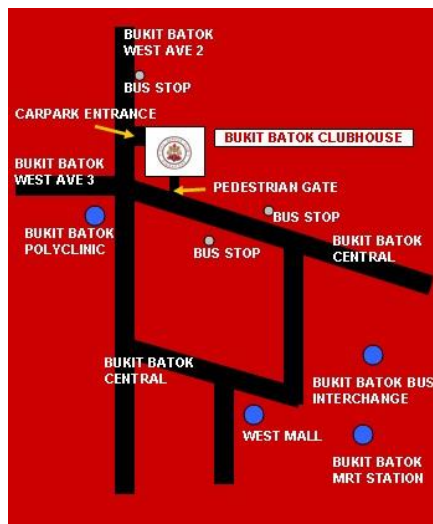 BUKIT BATOK
WEST AVE 2
BUS STOP
CARPARK ENTRANCE
BUKIT BATOK CLUBHOUSE
BUKIT BATOK
WEST AVE 3
PEDESTRIAN GATE
BUS STOP
BUKIT BATOK
POLYCLINIC
BUS STOP
BUKIT BATOK
CENTRAL
BUKIT BATOK
CENTRAL
BUKIT BATOK BUS
INTERCHANGE
WEST MALL
BUKIT BATOK
MRT STATION